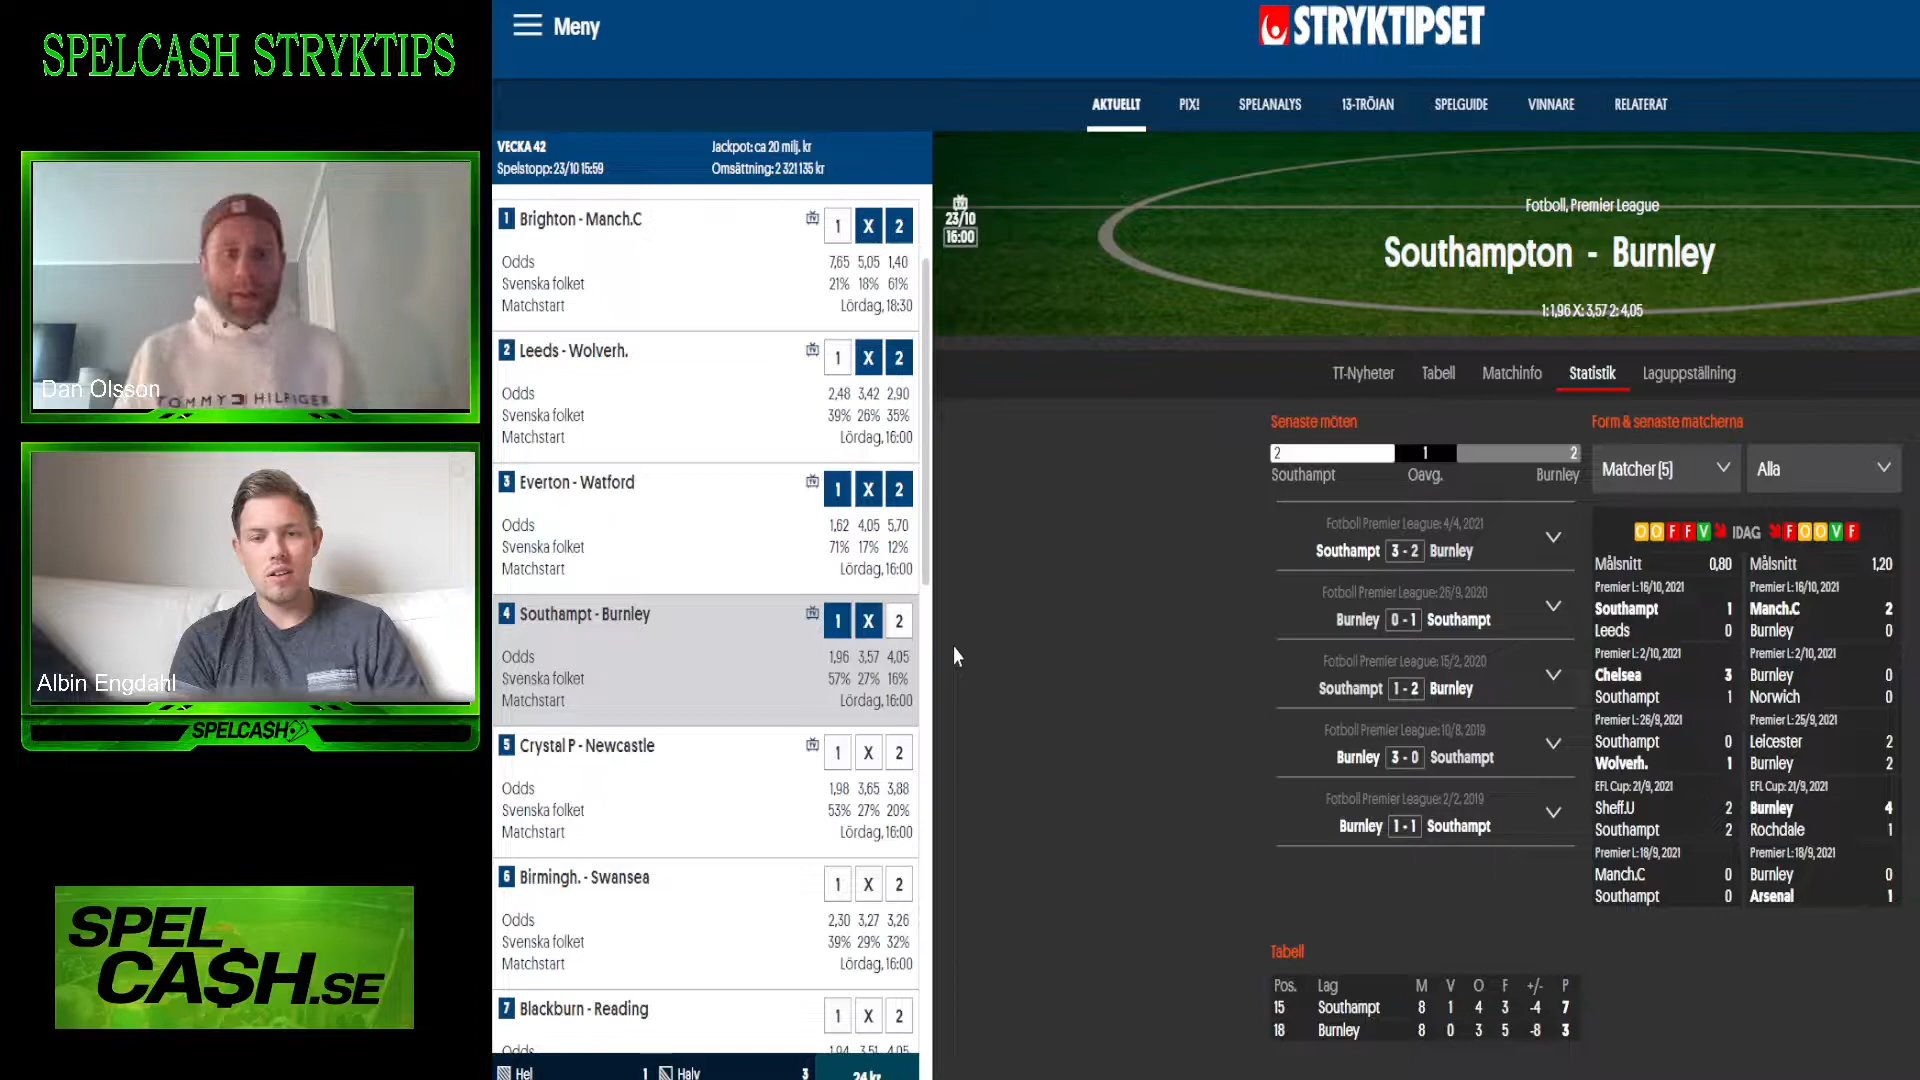 SPELCASH STRYKTIPS
Dan Olsson
TOMMY HILFIGER
Albin Engdahl
SPELCASH
SPEL
CA$H.SE
Meny
STRYKTIPSET
AKTUELLT PIX! SPELANALYS 13-TRÖJAN SPELGUIDE VINNARE RELATERAT
VECKA 42 Jackpot: ca 20 milj. kr
Spelstopp: 23/10 15:59 Omsättning: 2 321 135 kr
1 Brighton - Manch.C TV 1 X 2
Odds 7,65 5,05 1,40
Svenska folket 21% 18% 61%
Matchstart Lördag, 18:30
2 Leeds - Wolverh. TV 1 X 2
Odds 2,48 3,42 2,90
Svenska folket 39% 26% 35%
Matchstart Lördag, 16:00
3 Everton - Watford TV 1 X 2
Odds 1,62 4,05 5,70
Svenska folket 71% 17% 12%
Matchstart Lördag, 16:00
4 Southampt - Burnley TV 1 X 2
Odds 1,96 3,57 4,05
Svenska folket 57% 27% 16%
Matchstart Lördag, 16:00
5 Crystal P - Newcastle TV 1 X 2
Odds 1,98 3,65 3,88
Svenska folket 53% 27% 20%
Matchstart Lördag, 16:00
6 Birmingh. - Swansea 1 X 2
Odds 2,30 3,27 3,26
Svenska folket 39% 29% 32%
Matchstart Lördag, 16:00
7 Blackburn - Reading 1 X 2
Odds 1,94 3,51 4,05
Hel 1 Halv 3 24 kr
TV
23/10
16:00
Fotboll, Premier League
Southampton - Burnley
1: 1,96 X: 3,57 2: 4,05
TT-Nyheter Tabell Matchinfo Statistik Laguppställning
Senaste möten
2 1 2
Southampt Oavg. Burnley
Fotboll Premier League: 4/4, 2021
Southampt 3 - 2 Burnley
Fotboll Premier League: 26/9, 2020
Burnley 0 - 1 Southampt
Fotboll Premier League: 15/2, 2020
Southampt 1 - 2 Burnley
Fotboll Premier League: 10/8, 2019
Burnley 3 - 0 Southampt
Fotboll Premier League: 2/2, 2019
Burnley 1 - 1 Southampt
Form & senaste matcherna
Matcher (5) Alla
O O F F V IDAG F O O V F
Målsnitt 0,80 Målsnitt 1,20
Premier L: 16/10, 2021 Premier L: 16/10, 2021
Southampt 1 Manch.C 2
Leeds 0 Burnley 0
Premier L: 2/10, 2021 Premier L: 2/10, 2021
Chelsea 3 Burnley 0
Southampt 1 Norwich 0
Premier L: 26/9, 2021 Premier L: 25/9, 2021
Southampt 0 Leicester 2
Wolverh. 1 Burnley 2
EFL Cup: 21/9, 2021 EFL Cup: 21/9, 2021
Sheff.U 2 Burnley 4
Southampt 2 Rochdale 1
Premier L: 18/9, 2021 Premier L: 18/9, 2021
Manch.C 0 Burnley 0
Southampt 0 Arsenal 1
Tabell
Pos. Lag M V O F +/- P
15 Southampt 8 1 4 3 -4 7
18 Burnley 8 0 3 5 -8 3